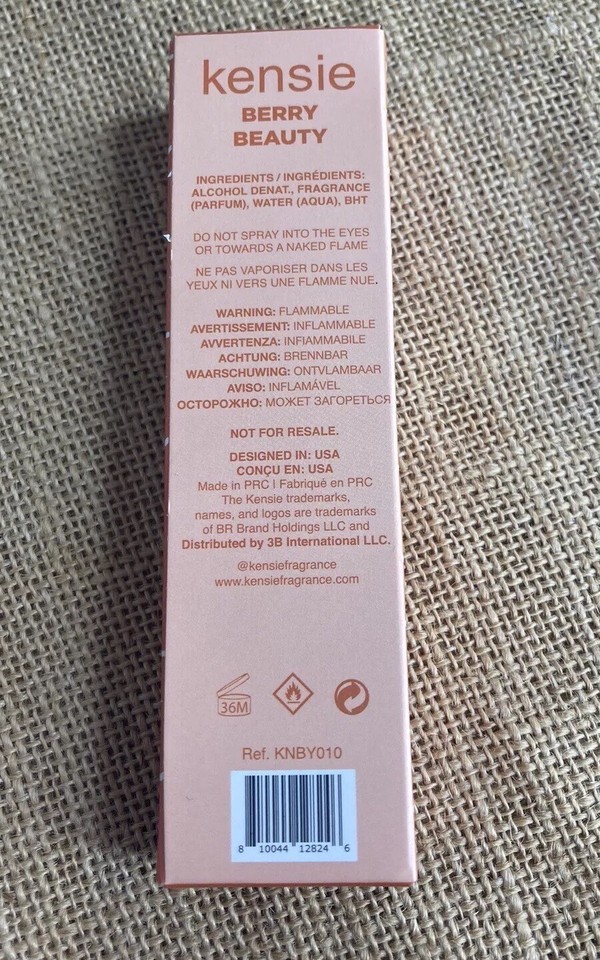 kensie
BERRY
BEAUTY
INGREDIENTS / INGRÉDIENTS:
ALCOHOL DENAT., FRAGRANCE
(PARFUM), WATER (AQUA), BHT
DO NOT SPRAY INTO THE EYES
OR TOWARDS A NAKED FLAME
NE PAS VAPORISER DANS LES
YEUX NI VERS UNE FLAMME NUE.
WARNING: FLAMMABLE
AVERTISSEMENT: INFLAMMABLE
AVVERTENZA: INFIAMMABILE
ACHTUNG: BRENNBAR
WAARSCHUWING: ONTVLAMBAAR
AVISO: INFLAMÁVEL
ОСТОРОЖНО: МОЖЕТ ЗАГОРЕТЬСЯ
NOT FOR RESALE.
DESIGNED IN: USA
CONÇU EN: USA
Made in PRC | Fabriqué en PRC
The Kensie trademarks,
names, and logos are trademarks
of BR Brand Holdings LLC and
Distributed by 3B International LLC.
@kensiefragrance
www.kensiefragrance.com
36M
Ref. KNBY010
8 10044 12824 6